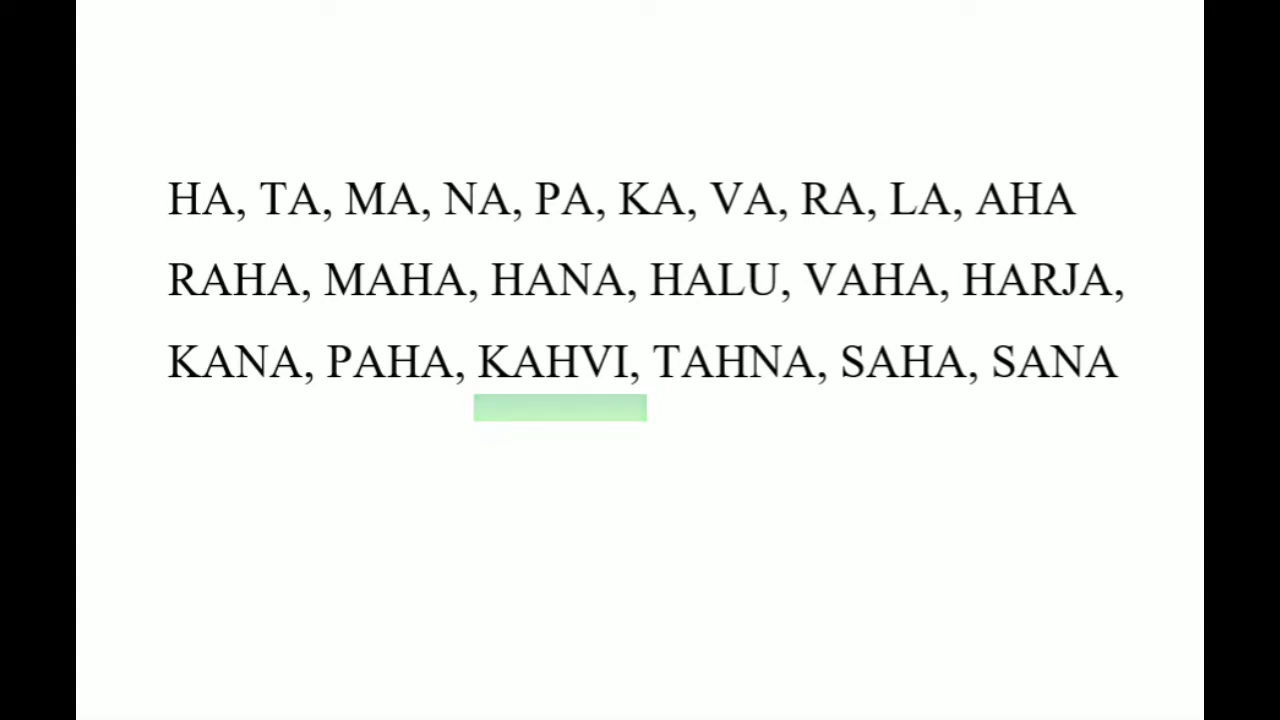 HA, TA, MA, NA, PA, KA, VA, RA, LA, AHA
RAHA, MAHA, HANA, HALU, VAHA, HARJA,
KANA, PAHA, KAHVI, TAHNA, SAHA, SANA